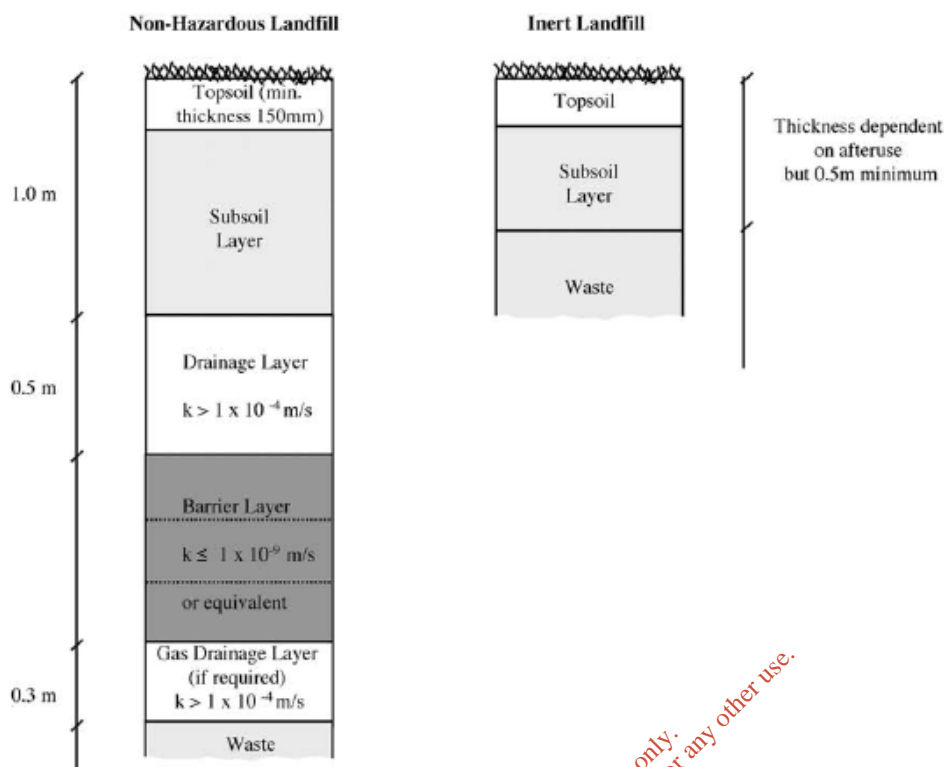 Non-Hazardous Landfill
Topsoil (min.
thickness 150mm)
1.0 m
Subsoil
Layer
Drainage Layer
0.5 m
k > 1 x 10 ⁻⁴ m/s
Barrier Layer
k ≤ 1 x 10⁻⁹ m/s
or equivalent
Gas Drainage Layer
(if required)
0.3 m
k > 1 x 10 ⁻⁴ m/s
Waste
Inert Landfill
Topsoil
Subsoil
Layer
Waste
Thickness dependent
on afteruse
but 0.5m minimum
only.
any other use.